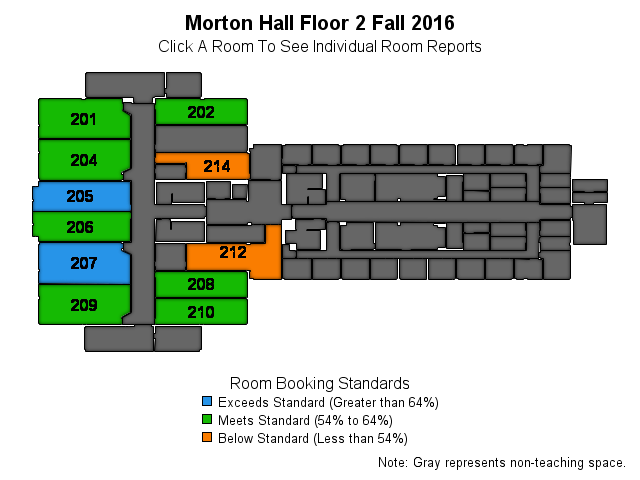 Morton Hall Floor 2 Fall 2016
Click A Room To See Individual Room Reports
201
202
204
214
205
206
207
212
208
209
210
Room Booking Standards
Exceeds Standard (Greater than 64%)
Meets Standard (54% to 64%)
Below Standard (Less than 54%)
Note: Gray represents non-teaching space.